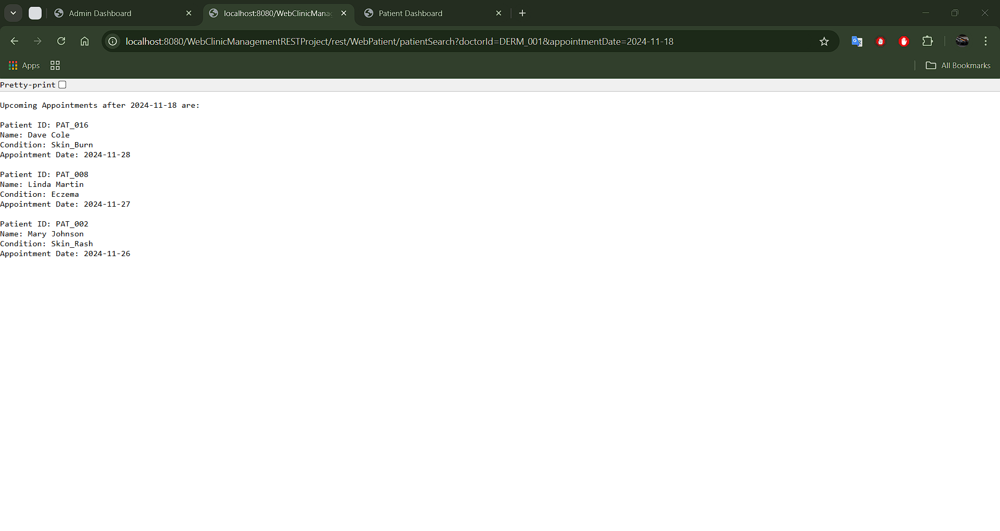 Admin Dashboard
localhost:8080/WebClinicMana
Patient Dashboard
localhost:8080/WebClinicManagementRESTProject/rest/WebPatient/patientSearch?doctorId=DERM_001&appointmentDate=2024-11-18
Apps
All Bookmarks
Pretty-print
Upcoming Appointments after 2024-11-18 are:
Patient ID: PAT_016
Name: Dave Cole
Condition: Skin_Burn
Appointment Date: 2024-11-28
Patient ID: PAT_008
Name: Linda Martin
Condition: Eczema
Appointment Date: 2024-11-27
Patient ID: PAT_002
Name: Mary Johnson
Condition: Skin_Rash
Appointment Date: 2024-11-26